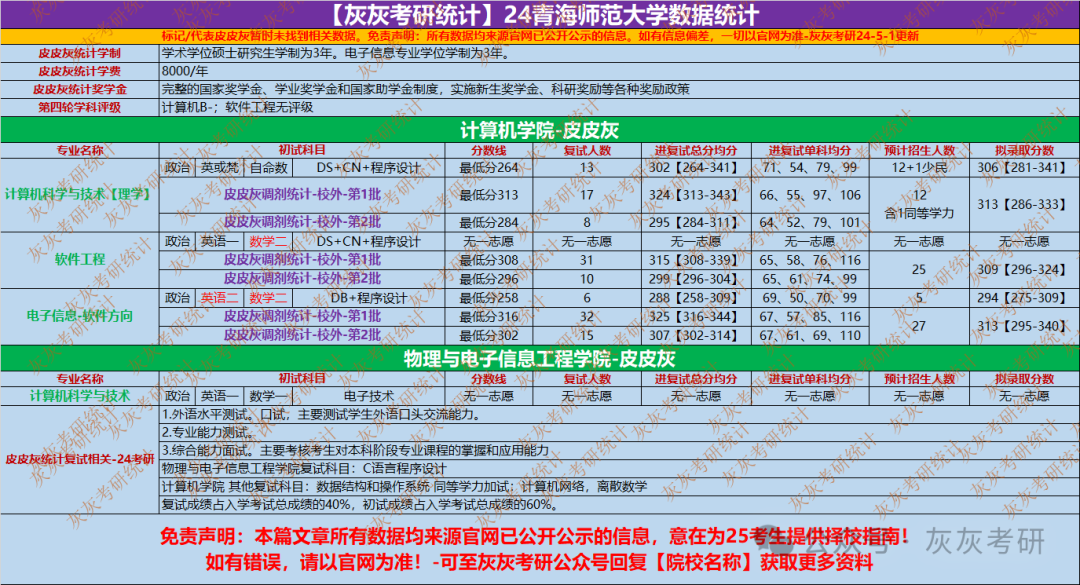 【灰灰考研统计】24青海师范大学数据统计
标记/代表皮皮灰暂时未找到相关数据。免责声明：所有数据均来源官网已公开公示的信息。如有信息偏差，一切以官网为准-灰灰考研24-5-1更新
皮皮灰统计学制 学术学位硕士研究生学制为3年。电子信息专业学位学制为3年。
皮皮灰统计学费 8000/年
皮皮灰统计奖学金 完整的国家奖学金、学业奖学金和国家助学金制度，实施新生奖学金、科研奖励等各种奖励政策
第四轮学科评级 计算机B-；软件工程无评级
计算机学院-皮皮灰
专业名称 初试科目 分数线 复试人数 进复试总分均分 进复试单科均分 预计招生人数 拟录取分数
政治 英或梵 自命数 DS+CN+程序设计 最低分264 13 302【264-341】 71、54、79、99 12+1少民 306【281-341】
计算机科学与技术【理学】 皮皮灰调剂统计-校外-第1批 最低分313 17 324【313-343】 66、55、97、106 12 含1同等学力 313【286-333】
皮皮灰调剂统计-校外-第2批 最低分284 8 295【284-311】 64、52、79、101
政治 英语一 数学二 DS+CN+程序设计 无一志愿 无一志愿 无一志愿 无一志愿 无一志愿 无一志愿
软件工程 皮皮灰调剂统计-校外-第1批 最低分308 31 315【308-339】 65、58、76、116 25 309【296-324】
皮皮灰调剂统计-校外-第2批 最低分296 10 299【296-304】 65、61、74、99
政治 英语二 数学二 DB+程序设计 最低分258 6 288【258-309】 69、50、70、99 5 294【275-309】
电子信息-软件方向 皮皮灰调剂统计-校外-第1批 最低分316 32 325【316-344】 67、57、85、116 27 313【295-340】
皮皮灰调剂统计-校外-第2批 最低分302 15 307【302-314】 67、61、69、110
物理与电子信息工程学院-皮皮灰
专业名称 初试科目 分数线 复试人数 进复试总分均分 进复试单科均分 预计招生人数 拟录取分数
计算机科学与技术 政治 英语一 数学一 电子技术 无一志愿 无一志愿 无一志愿 无一志愿 无一志愿 无一志愿
皮皮灰统计复试相关-24考研
1.外语水平测试。口试，主要测试学生外语口头交流能力。
2.专业能力测试。
3.综合能力面试。主要考核考生对本科阶段专业课程的掌握和应用能力
物理与电子信息工程学院复试科目：C语言程序设计
计算机学院 其他复试科目：数据结构和操作系统 同等学力加试；计算机网络，离散数学
复试成绩占入学考试总成绩的40%，初试成绩占入学考试总成绩的60%。
免责声明：本篇文章所有数据均来源官网已公开公示的信息，意在为25考生提供择校指南！
如有错误，请以官网为准！-可至灰灰考研公众号回复【院校名称】获取更多资料
公众号 灰灰考研
灰灰考研统计